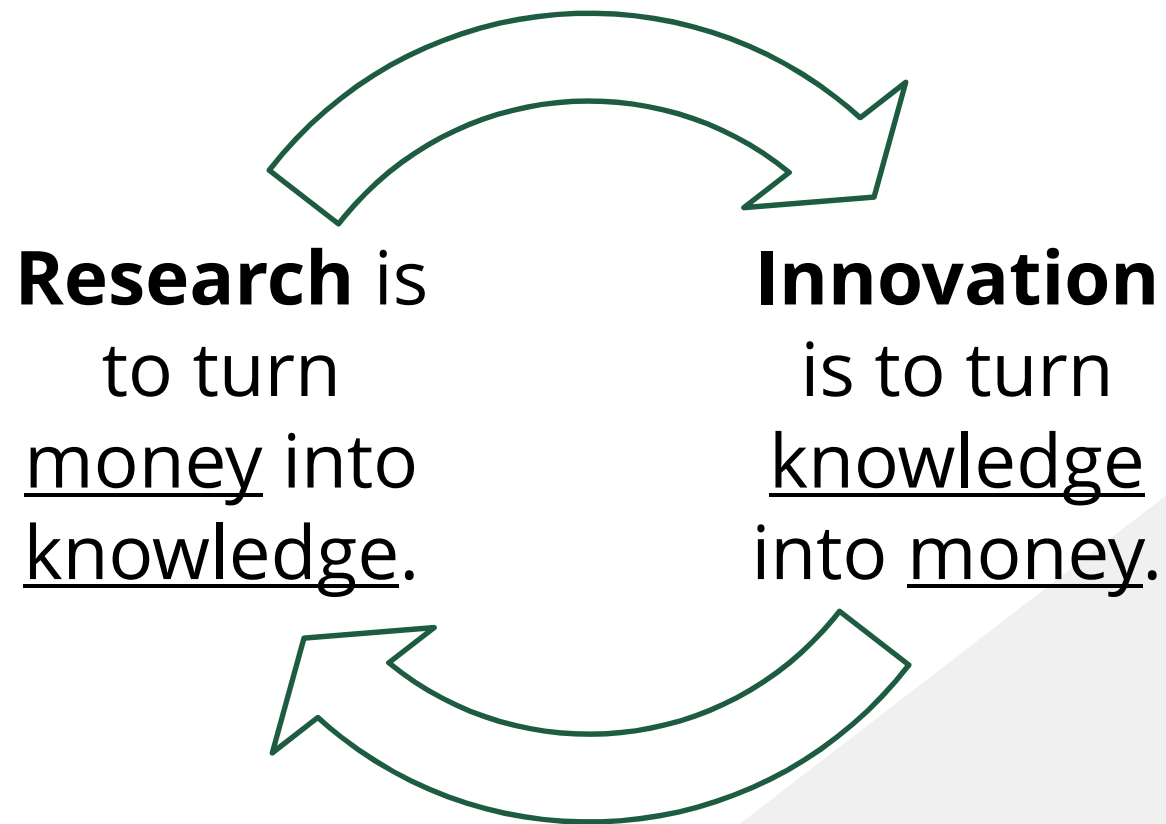 Research is
to turn
money into
knowledge.
Innovation
is to turn
knowledge
into money.